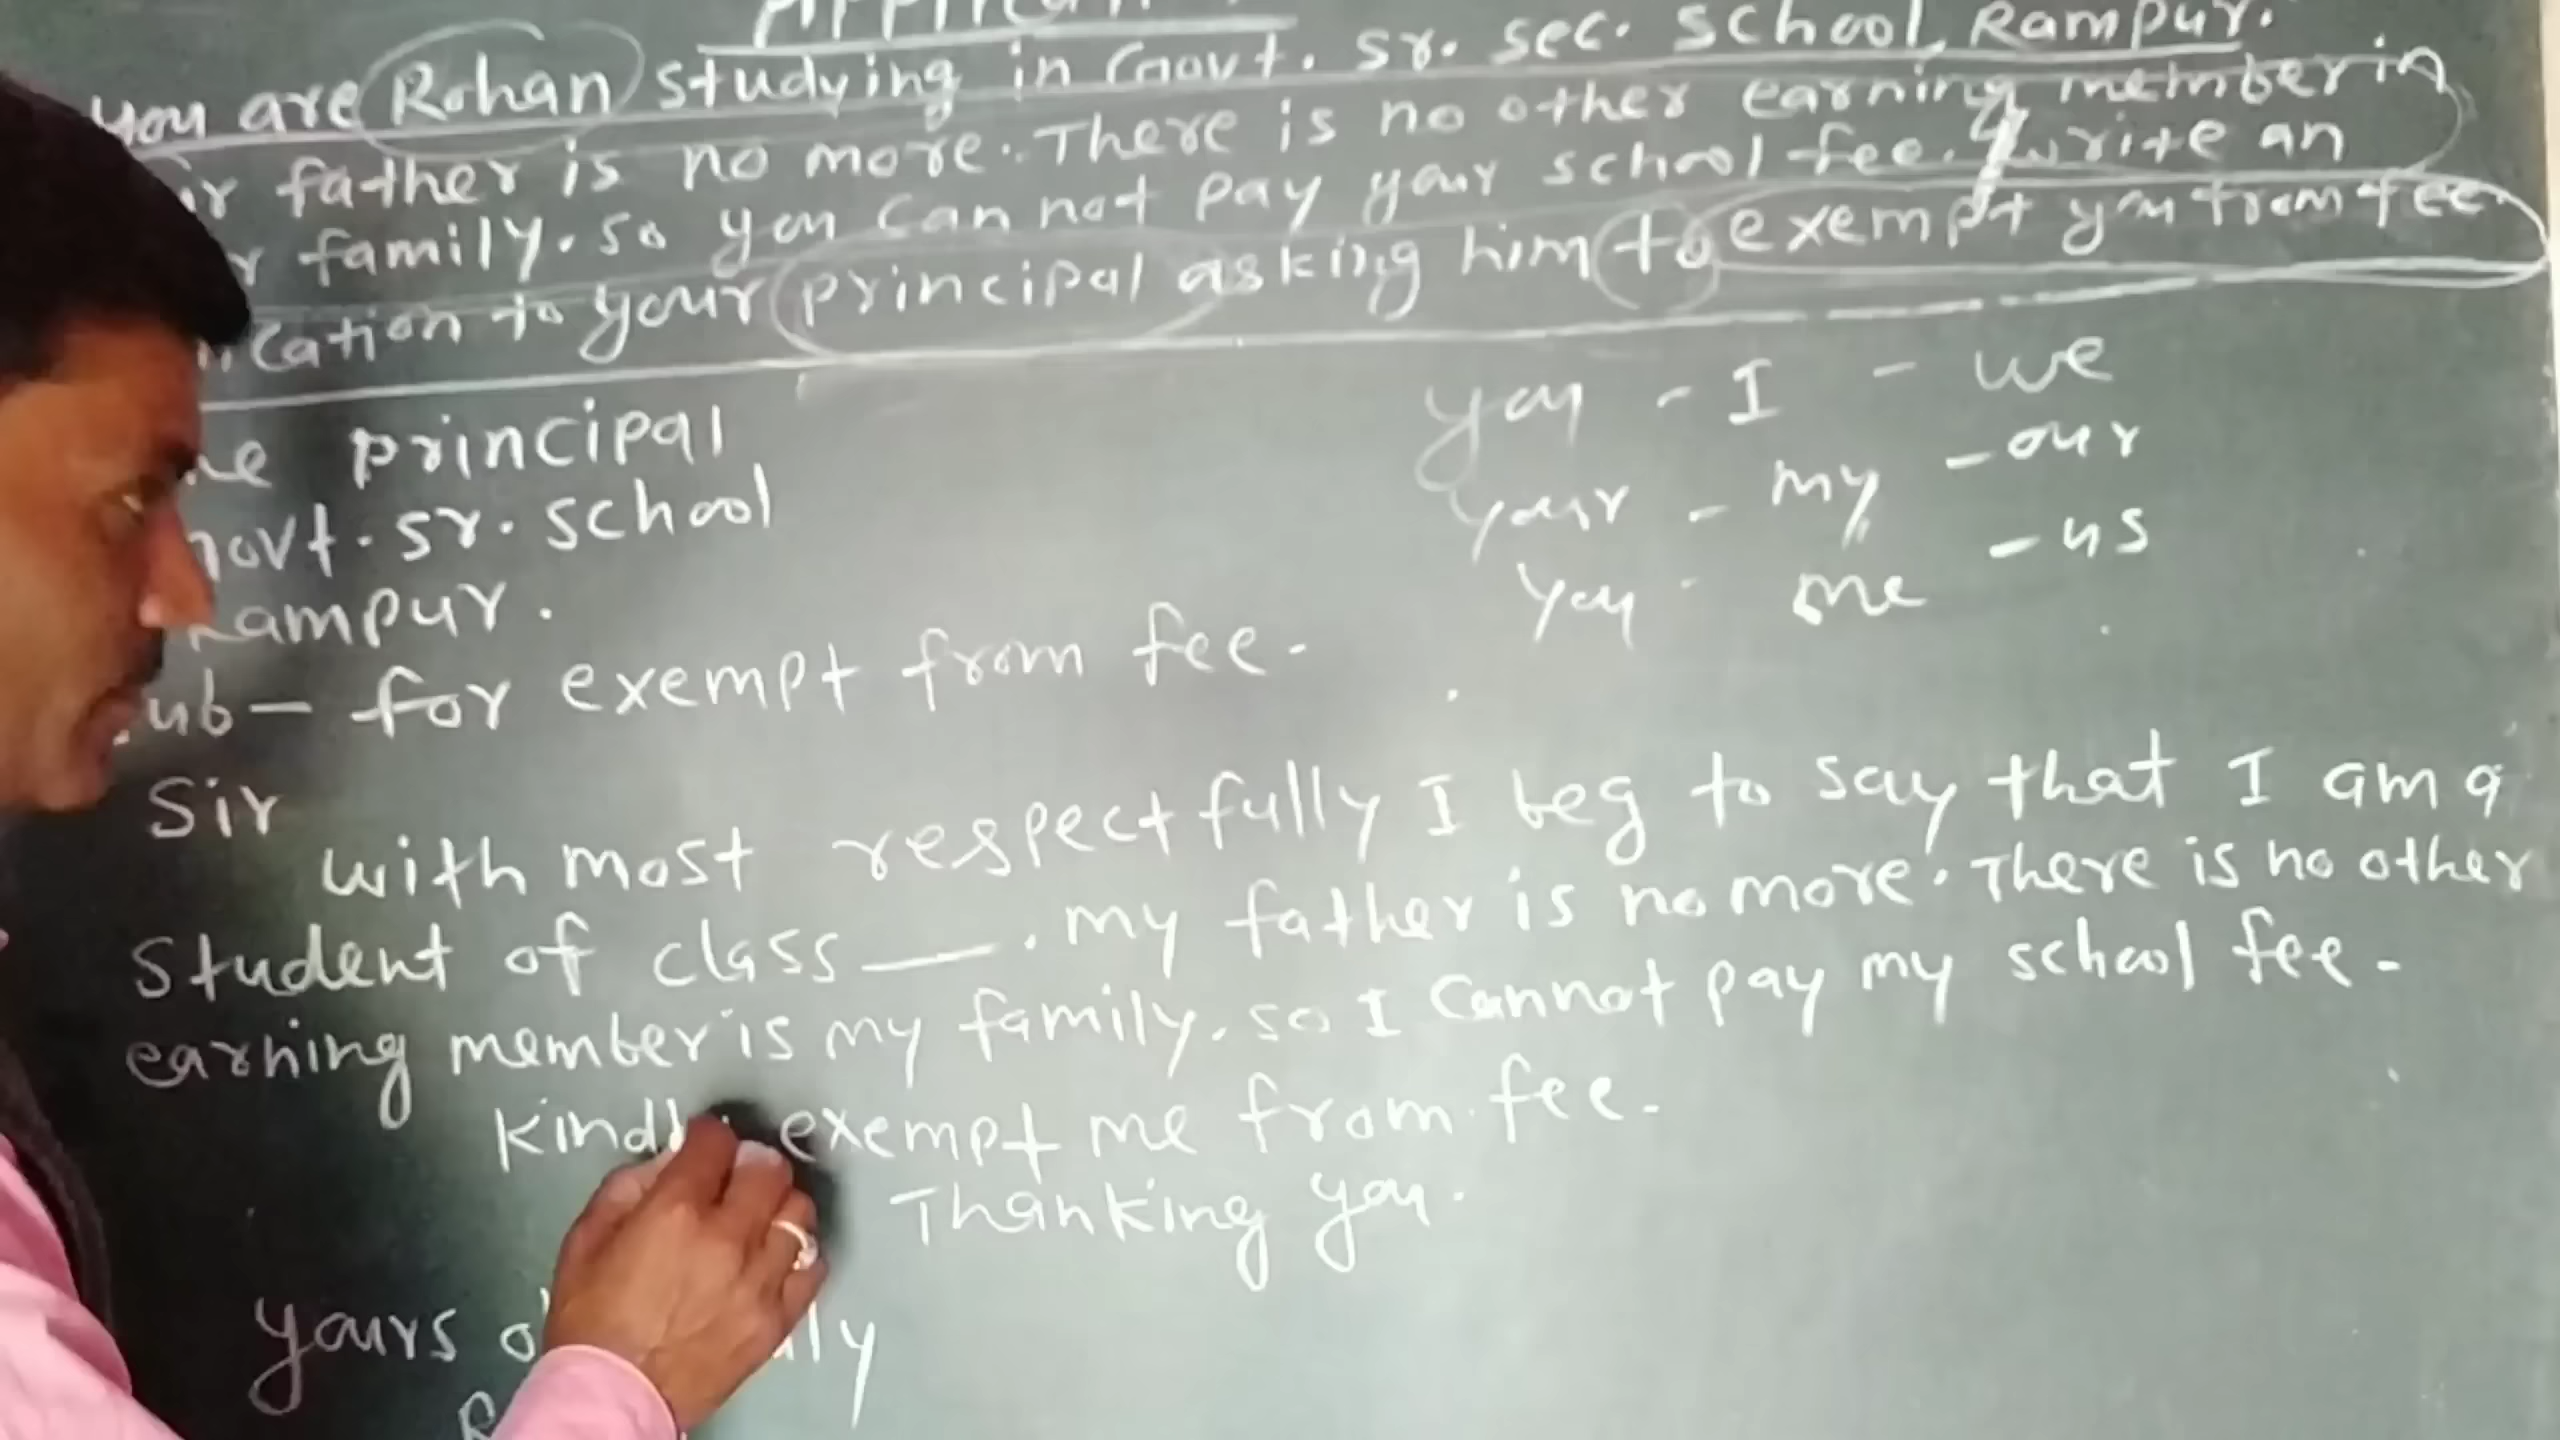 You are Rohan studying in Govt. sr. sec. school, Rampur.
father is no more. There is no other earning member in
family. So you can not pay your school fee. write an
to your principal asking him to exempt you from fee
you - I - we
your - my - our
you - me - us
principal
sr. school
Rampur.
for exempt from fee.
Sir
with most respectfully I beg to say that I am a
student of class __. my father is no more. There is no other
earning member is my family. so I cannot pay my school fee.
exempt me from fee.
Thanking you.
yours